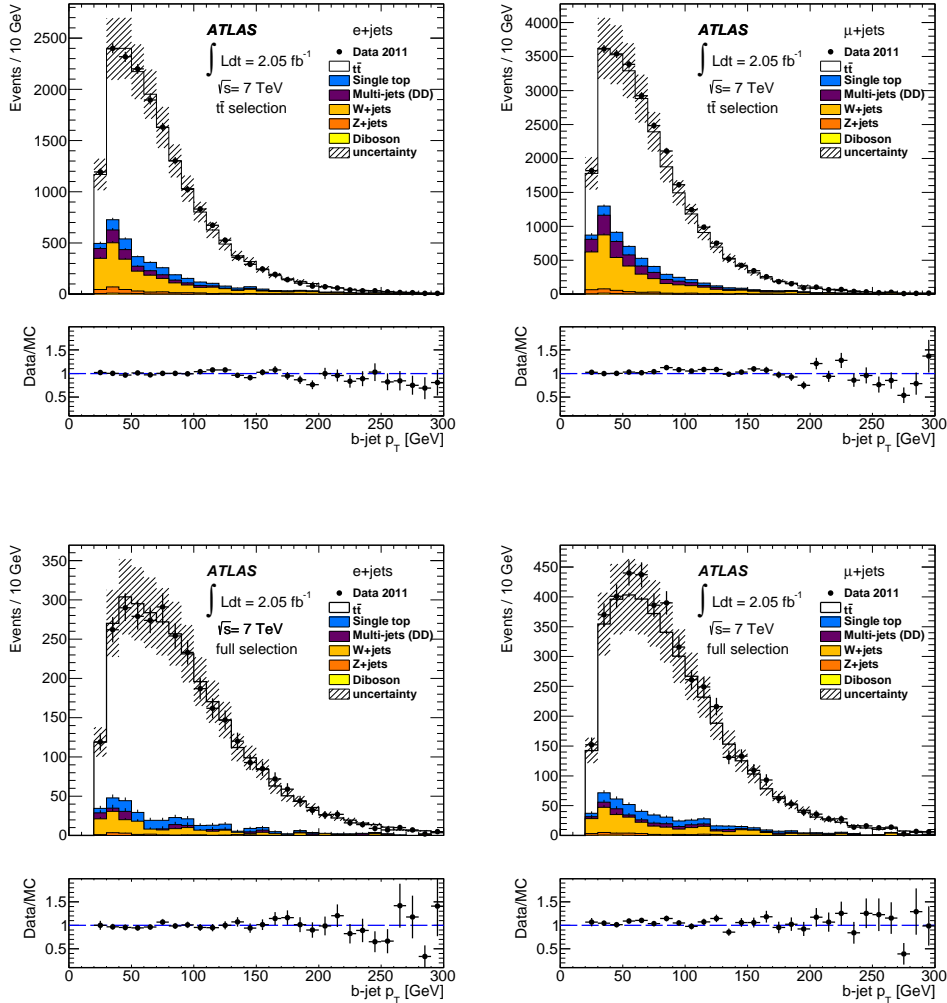 Events / 10 GeV
2500
2000
1500
1000
500
0
ATLAS
e+jets
∫ Ldt = 2.05 fb-1
√s= 7 TeV
tt̄ selection
Data 2011
tt̄
Single top
Multi-jets (DD)
W+jets
Z+jets
Diboson
uncertainty
Data/MC
1.5
1
0.5
0 50 100 150 200 250 300
b-jet pT [GeV]
Events / 10 GeV
4000
3500
3000
2500
2000
1500
1000
500
0
ATLAS
μ+jets
∫ Ldt = 2.05 fb-1
√s= 7 TeV
tt̄ selection
Data 2011
tt̄
Single top
Multi-jets (DD)
W+jets
Z+jets
Diboson
uncertainty
Data/MC
1.5
1
0.5
0 50 100 150 200 250 300
b-jet pT [GeV]
Events / 10 GeV
350
300
250
200
150
100
50
0
ATLAS
e+jets
∫ Ldt = 2.05 fb-1
√s= 7 TeV
full selection
Data 2011
tt̄
Single top
Multi-jets (DD)
W+jets
Z+jets
Diboson
uncertainty
Data/MC
1.5
1
0.5
0 50 100 150 200 250 300
b-jet pT [GeV]
Events / 10 GeV
450
400
350
300
250
200
150
100
50
0
ATLAS
μ+jets
∫ Ldt = 2.05 fb-1
√s= 7 TeV
full selection
Data 2011
tt̄
Single top
Multi-jets (DD)
W+jets
Z+jets
Diboson
uncertainty
Data/MC
1.5
1
0.5
0 50 100 150 200 250 300
b-jet pT [GeV]